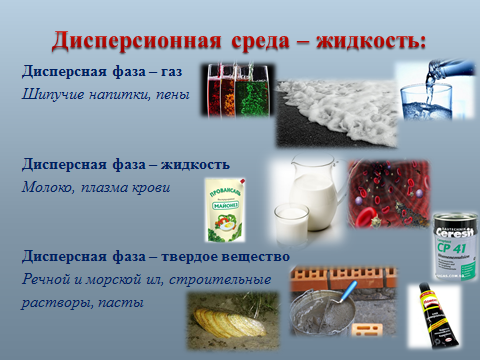 Дисперсионная среда – жидкость:
Дисперсная фаза – газ
Шипучие напитки, пены
Дисперсная фаза – жидкость
Молоко, плазма крови
ПРОВАНСАЛЬ
МАЙОНЕЗ
Ceresit
CP 41
Дисперсная фаза – твердое вещество
Речной и морской ил, строительные
растворы, пасты